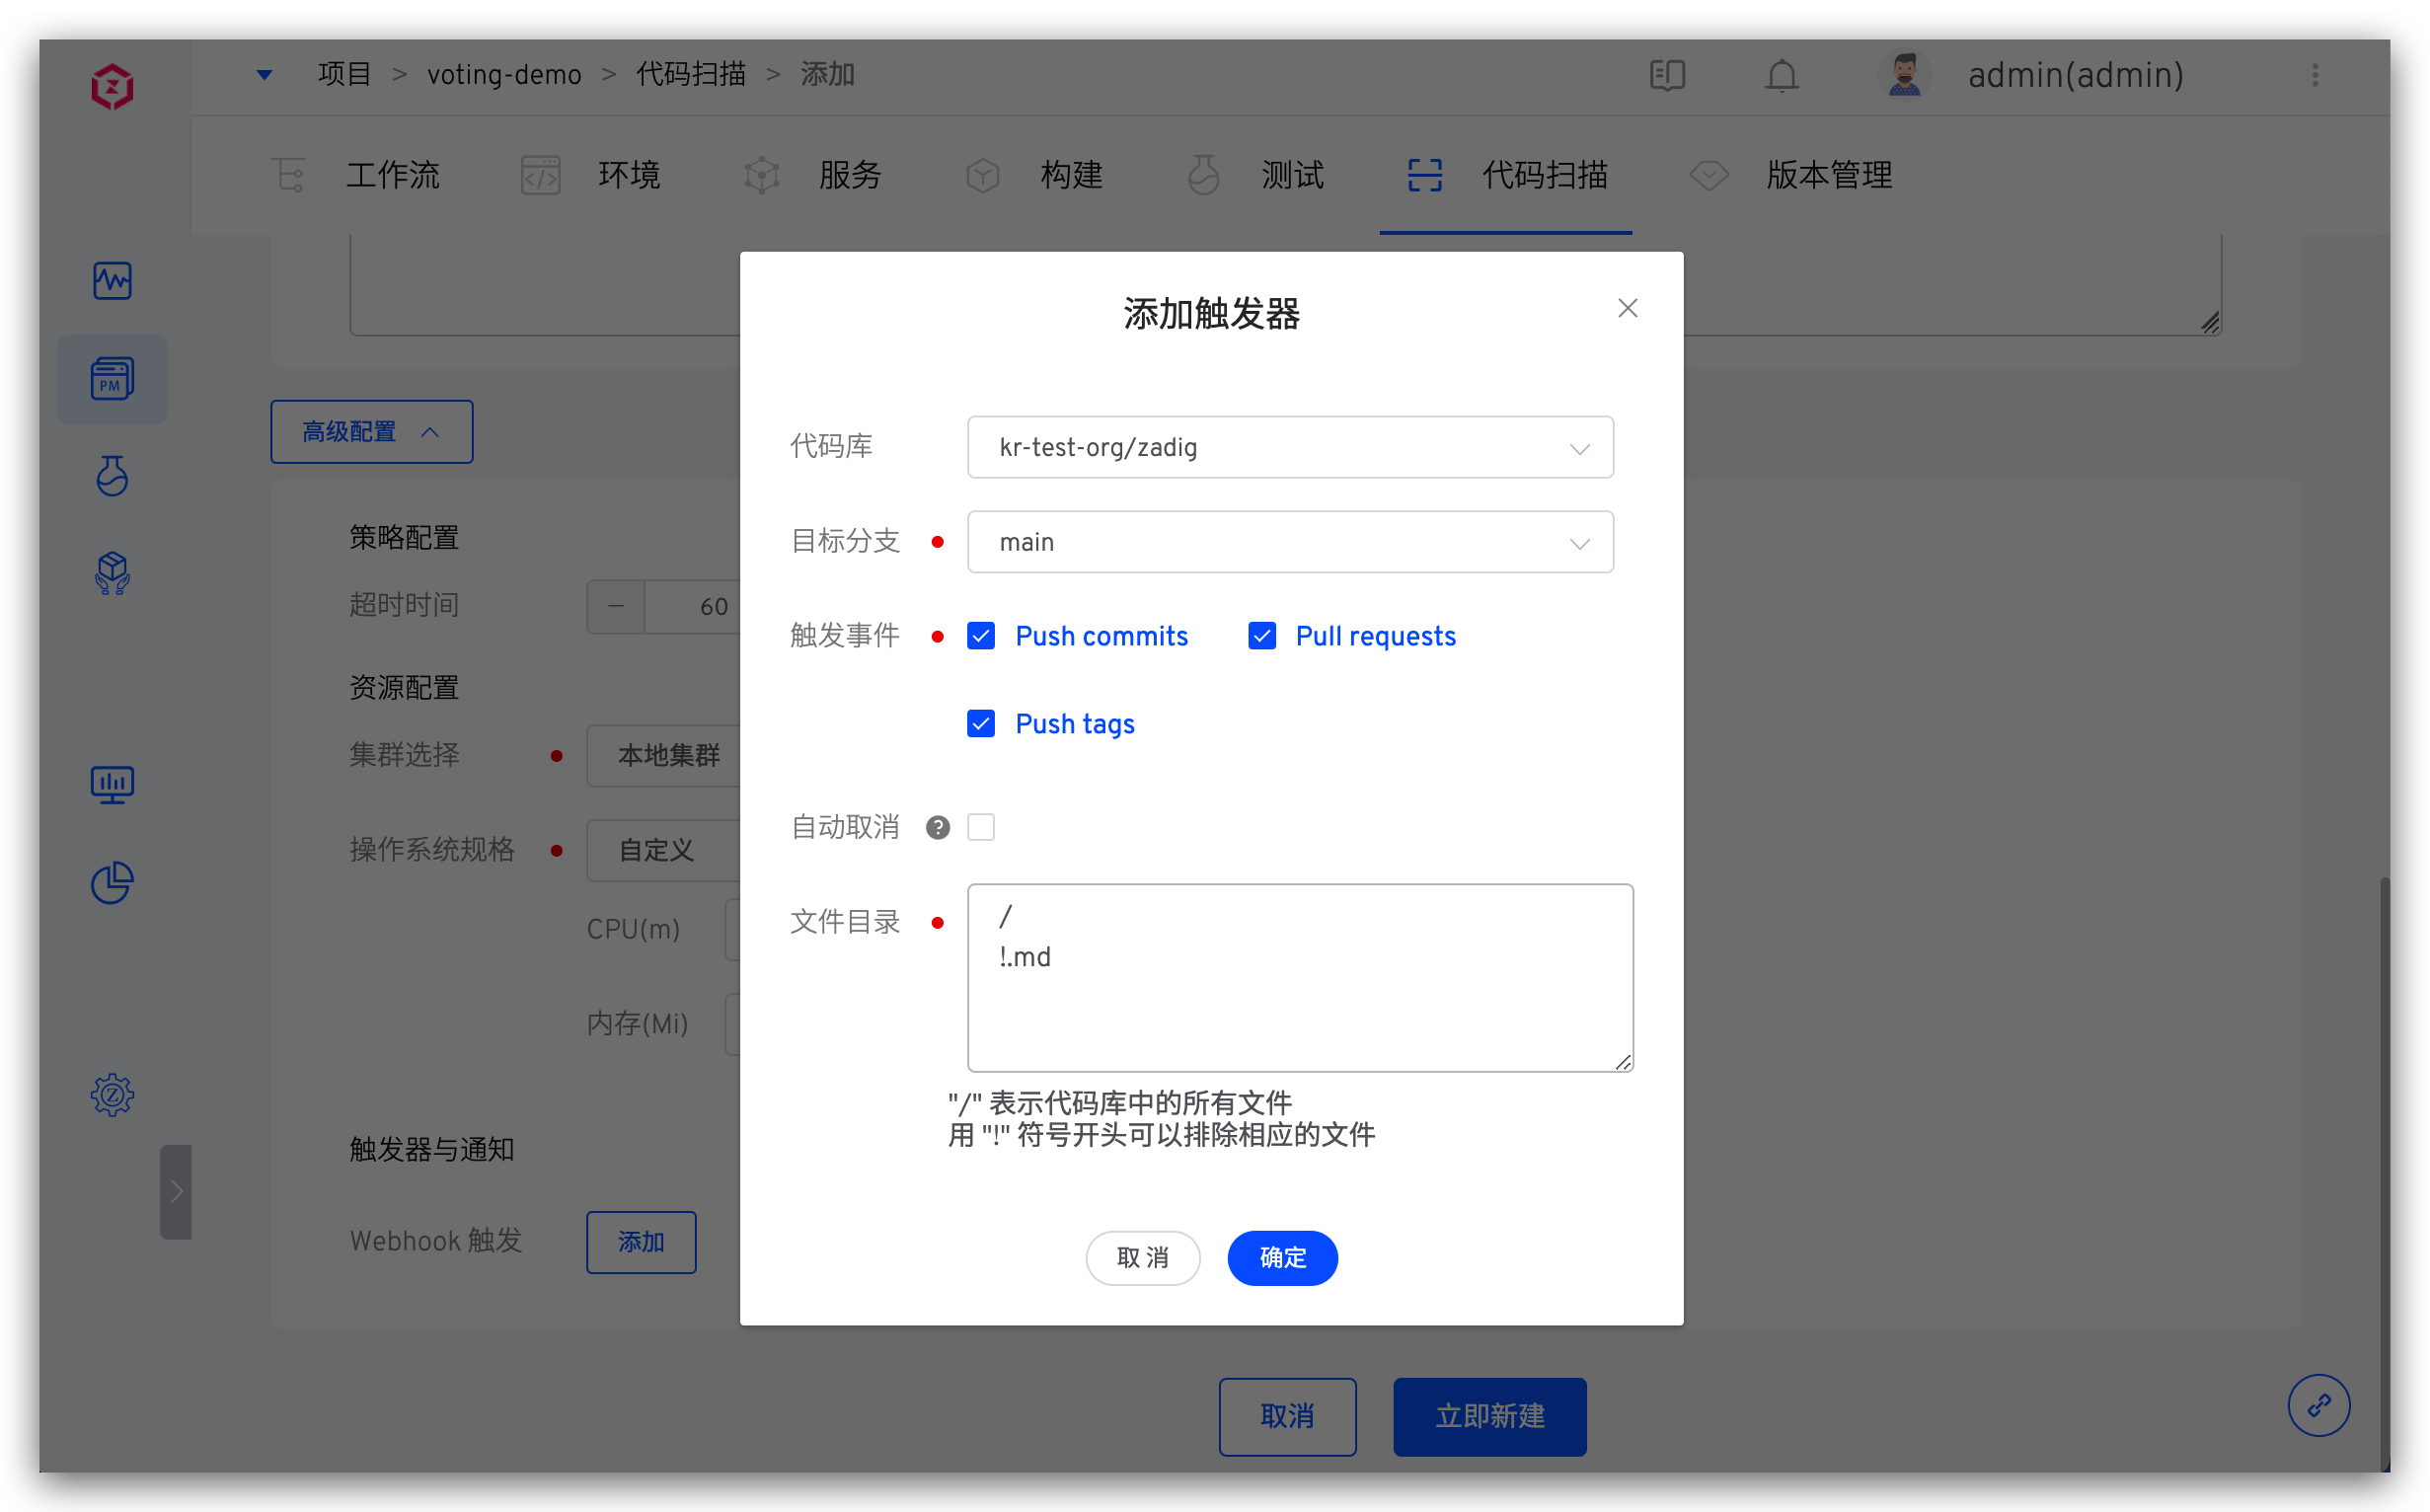 项目 > voting-demo > 代码扫描 > 添加
admin(admin)
工作流 环境 服务 构建 测试 代码扫描 版本管理
PM
添加触发器
代码库 kr-test-org/zadig
高级配置
目标分支 main
策略配置
超时时间 − 60
触发事件 Push commits Pull requests
资源配置
Push tags
集群选择 本地集群
自动取消 ?
操作系统规格 自定义
文件目录 /
!.md
CPU(m)
内存(Mi)
"/" 表示代码库中的所有文件
用 "!" 符号开头可以排除相应的文件
触发器与通知
Webhook 触发 添加
取 消 确定
取消 立即新建